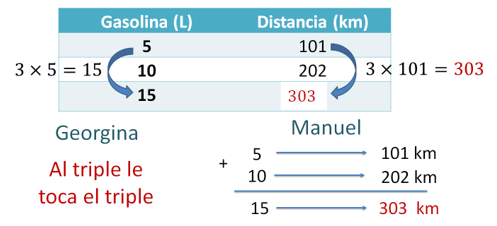 Gasolina (L) Distancia (km)
5 101
3 × 5 = 15 10 202 3 × 101 = 303
15 303
Georgina Manuel
Al triple le
toca el triple
+ 5 101 km
10 202 km
15 303 km